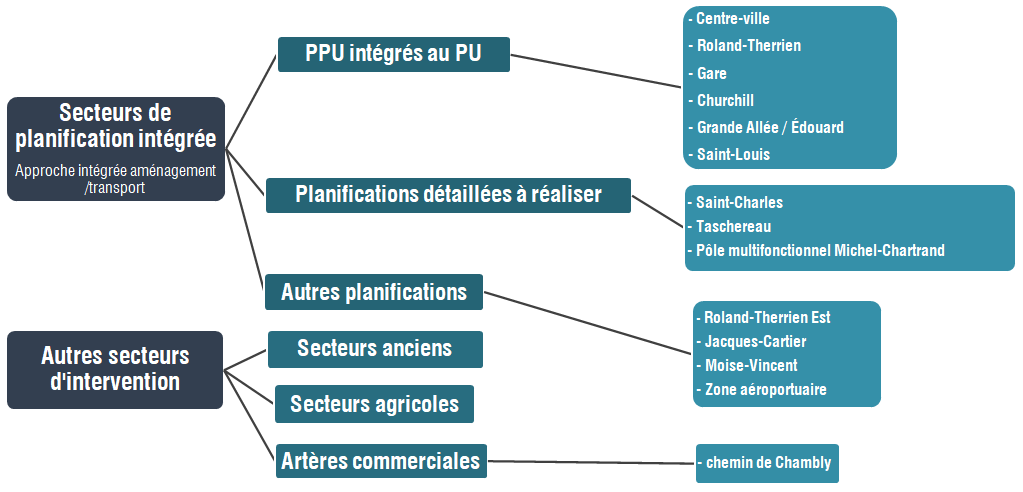 Secteurs de
planification intégrée
Approche intégrée aménagement
/transport
PPU intégrés au PU
- Centre-ville
- Roland-Therrien
- Gare
- Churchill
- Grande Allée / Édouard
- Saint-Louis
Planifications détaillées à réaliser
- Saint-Charles
- Taschereau
- Pôle multifonctionnel Michel-Chartrand
Autres planifications
- Roland-Therrien Est
- Jacques-Cartier
- Moise-Vincent
- Zone aéroportuaire
Autres secteurs
d'intervention
Secteurs anciens
Secteurs agricoles
Artères commerciales
- chemin de Chambly